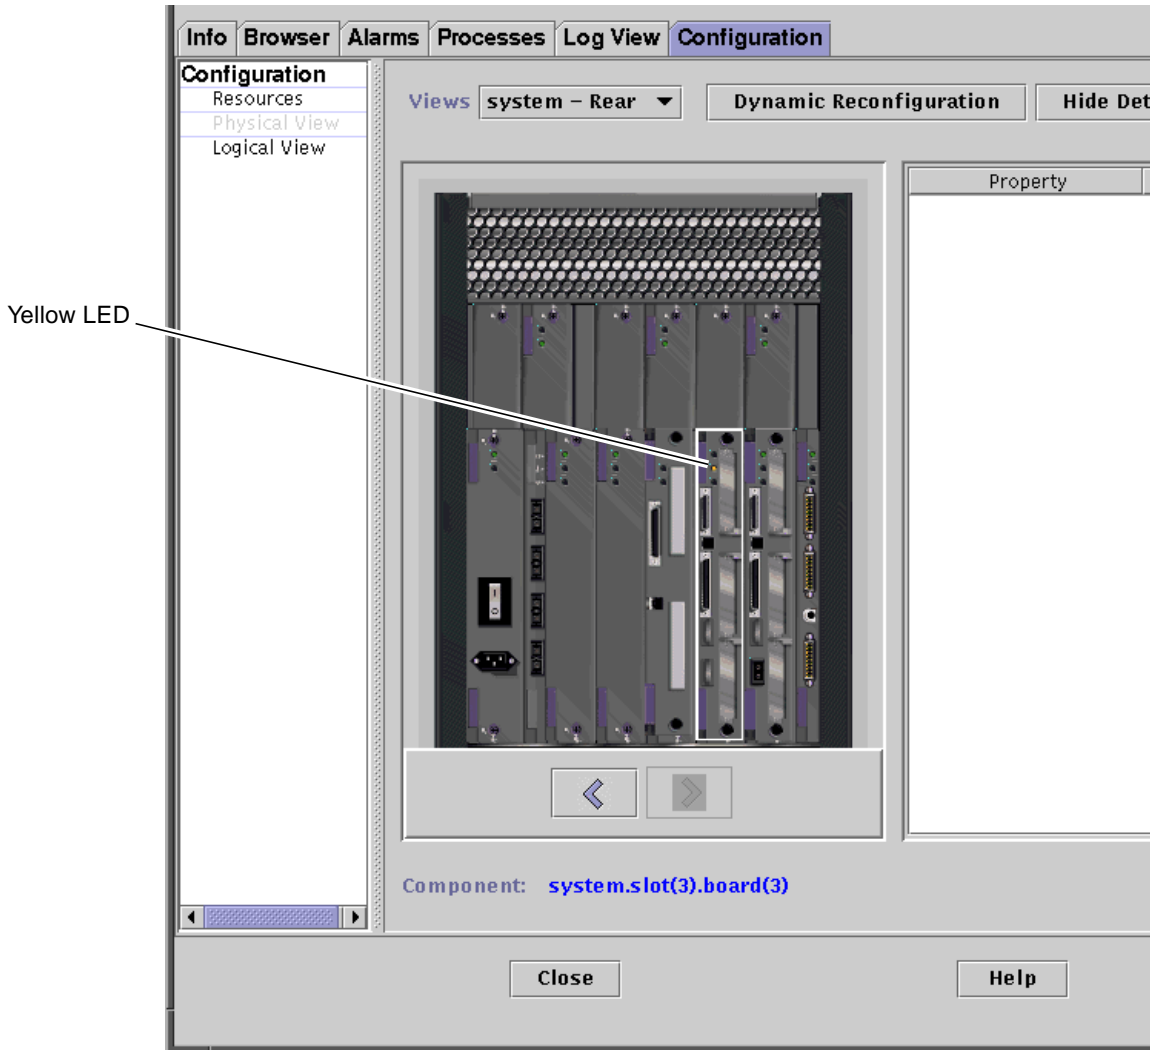 Info Browser Alarms Processes Log View Configuration
Configuration
Resources
Physical View
Logical View
Views system – Rear Dynamic Reconfiguration Hide Det
Property
Yellow LED
Component: system.slot(3).board(3)
Close Help